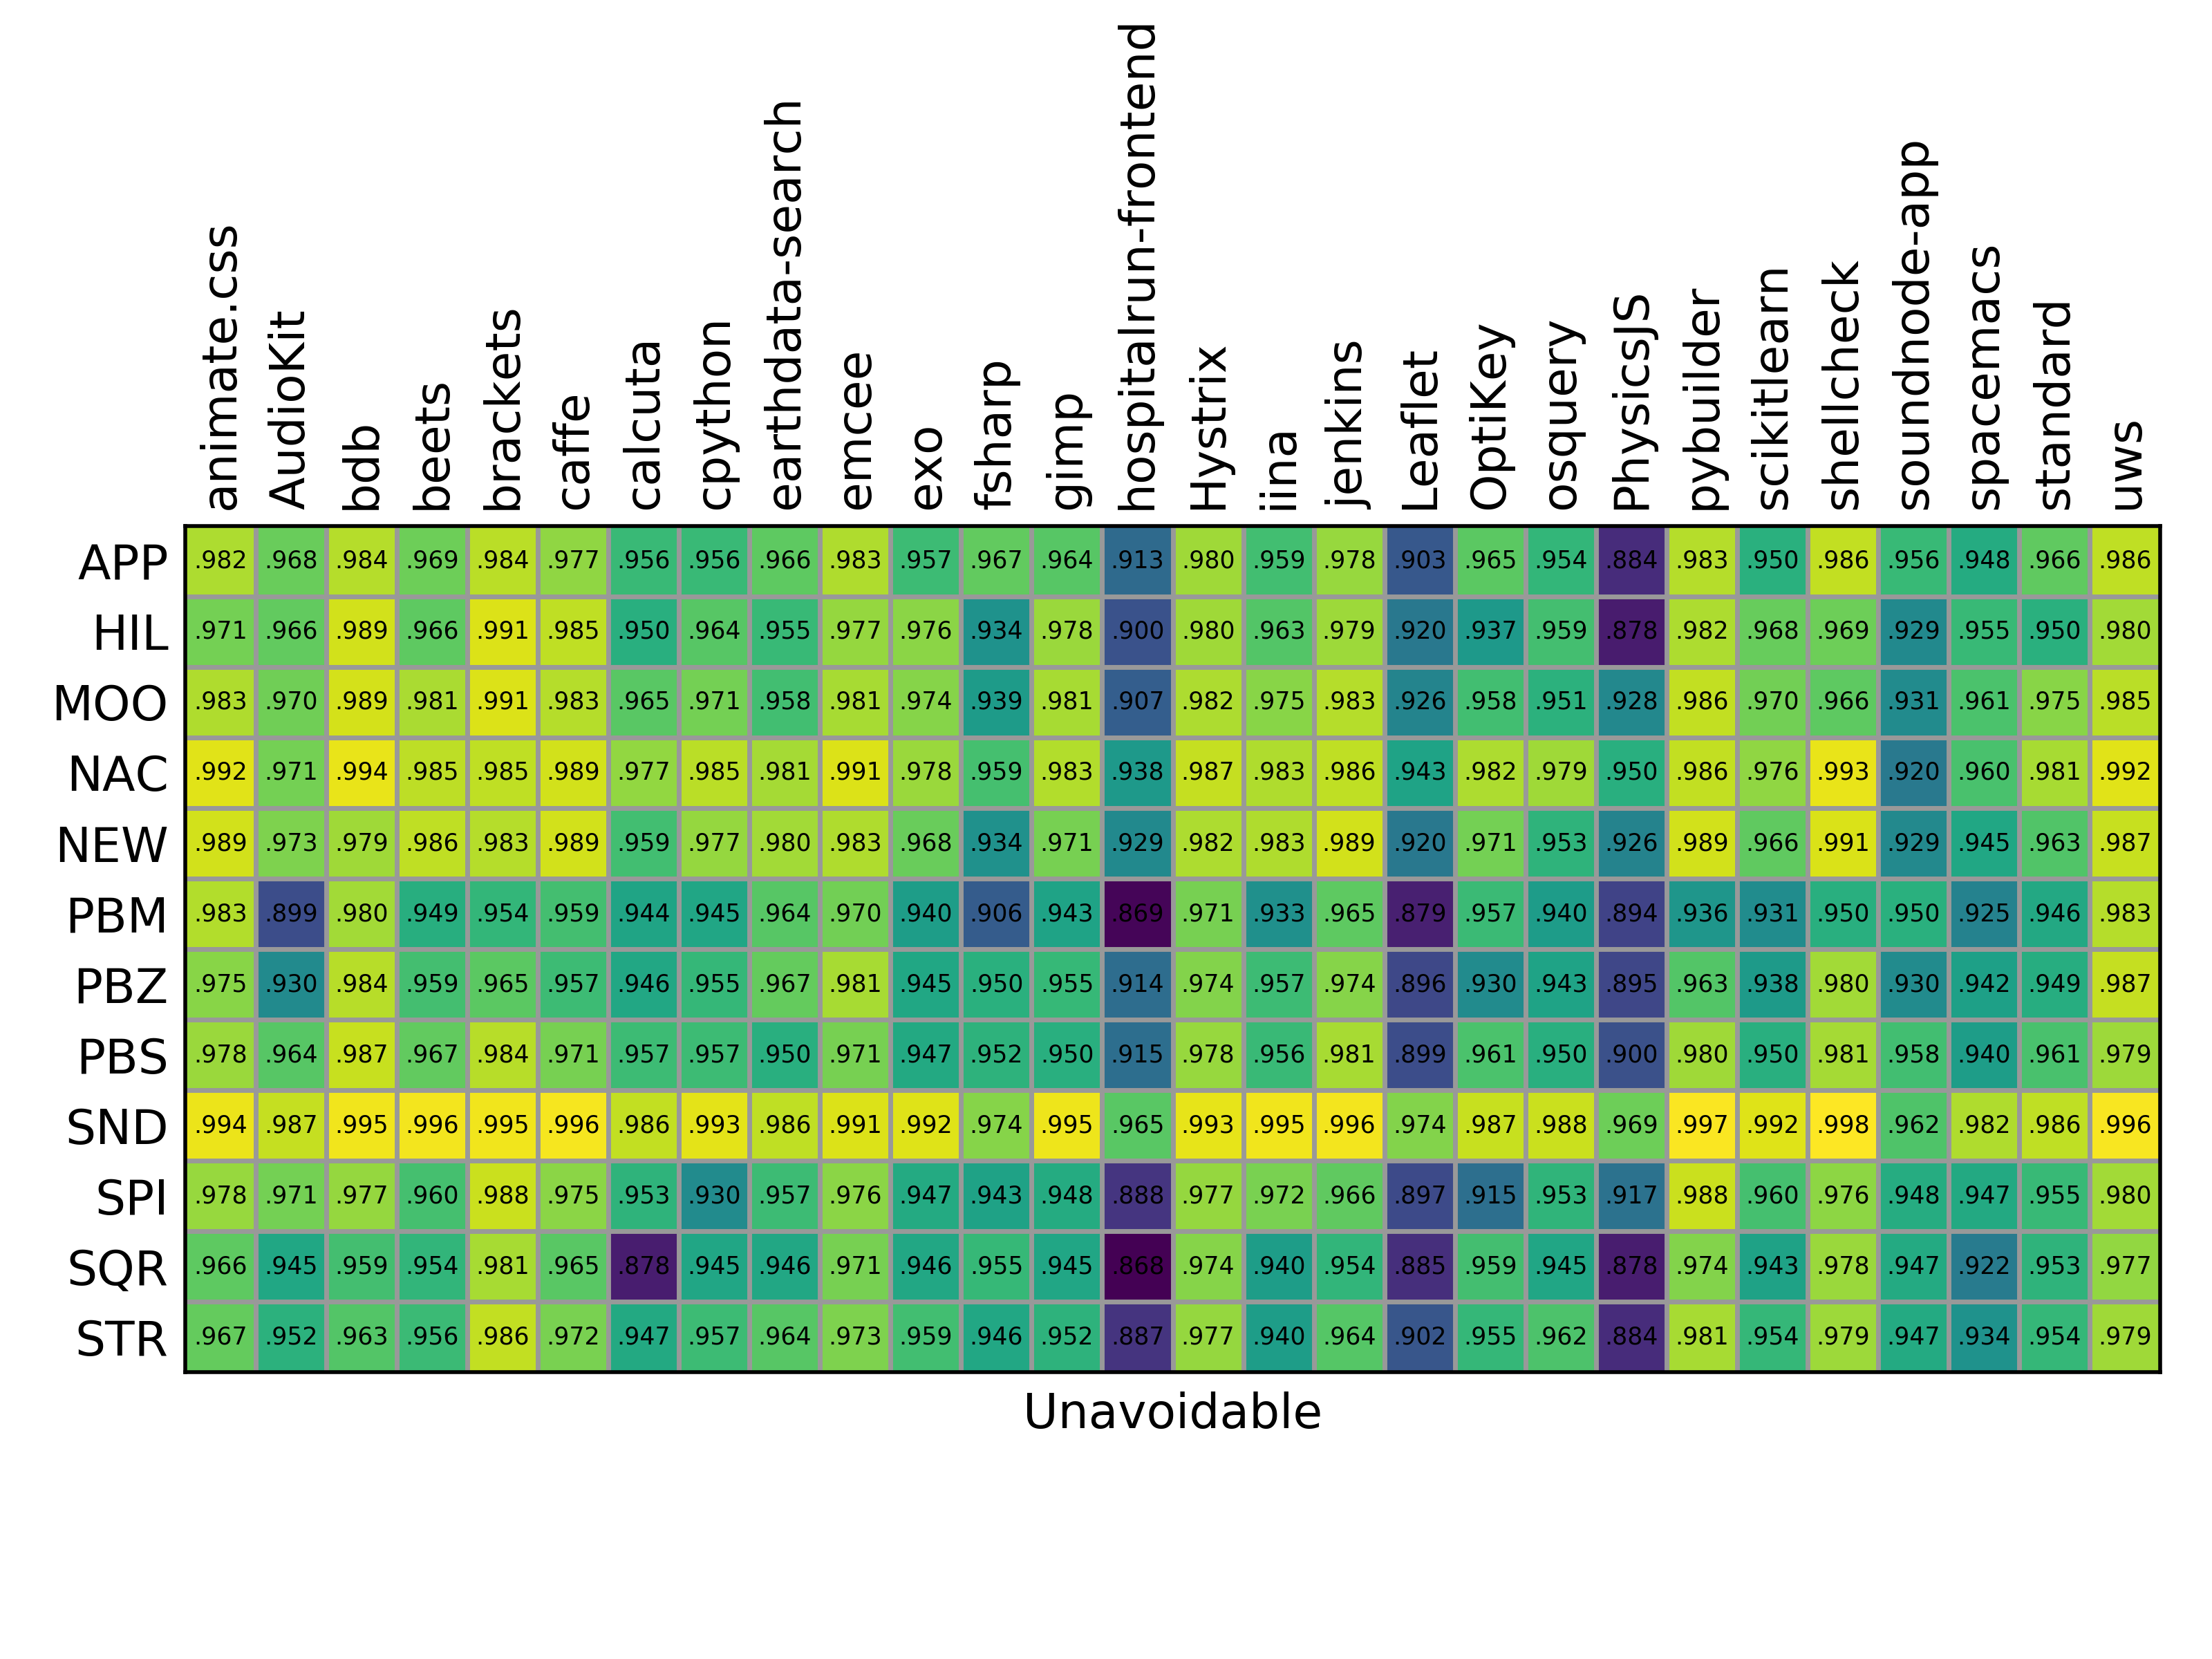 animate.css AudioKit bdb beets brackets caffe calcuta cpython earthdata-search emcee exo fsharp gimp hospitalrun-frontend Hystrix iina jenkins Leaflet OptiKey osquery PhysicsJS pybuilder scikitlearn shellcheck soundnode-app spacemacs standard uws
APP .982 .968 .984 .969 .984 .977 .956 .956 .966 .983 .957 .967 .964 .913 .980 .959 .978 .903 .965 .954 .884 .983 .950 .986 .956 .948 .966 .986
HIL .971 .966 .989 .966 .991 .985 .950 .964 .955 .977 .976 .934 .978 .900 .980 .963 .979 .920 .937 .959 .878 .982 .968 .969 .929 .955 .950 .980
MOO .983 .970 .989 .981 .991 .983 .965 .971 .958 .981 .974 .939 .981 .907 .982 .975 .983 .926 .958 .951 .928 .986 .970 .966 .931 .961 .975 .985
NAC .992 .971 .994 .985 .985 .989 .977 .985 .981 .991 .978 .959 .983 .938 .987 .983 .986 .943 .982 .979 .950 .986 .976 .993 .920 .960 .981 .992
NEW .989 .973 .979 .986 .983 .989 .959 .977 .980 .983 .968 .934 .971 .929 .982 .983 .989 .920 .971 .953 .926 .989 .966 .991 .929 .945 .963 .987
PBM .983 .899 .980 .949 .954 .959 .944 .945 .964 .970 .940 .906 .943 .869 .971 .933 .965 .879 .957 .940 .894 .936 .931 .950 .950 .925 .946 .983
PBZ .975 .930 .984 .959 .965 .957 .946 .955 .967 .981 .945 .950 .955 .914 .974 .957 .974 .896 .930 .943 .895 .963 .938 .980 .930 .942 .949 .987
PBS .978 .964 .987 .967 .984 .971 .957 .957 .950 .971 .947 .952 .950 .915 .978 .956 .981 .899 .961 .950 .900 .980 .950 .981 .958 .940 .961 .979
SND .994 .987 .995 .996 .995 .996 .986 .993 .986 .991 .992 .974 .995 .965 .993 .995 .996 .974 .987 .988 .969 .997 .992 .998 .962 .982 .986 .996
SPI .978 .971 .977 .960 .988 .975 .953 .930 .957 .976 .947 .943 .948 .888 .977 .972 .966 .897 .915 .953 .917 .988 .960 .976 .948 .947 .955 .980
SQR .966 .945 .959 .954 .981 .965 .878 .945 .946 .971 .946 .955 .945 .868 .974 .940 .954 .885 .959 .945 .878 .974 .943 .978 .947 .922 .953 .977
STR .967 .952 .963 .956 .986 .972 .947 .957 .964 .973 .959 .946 .952 .887 .977 .940 .964 .902 .955 .962 .884 .981 .954 .979 .947 .934 .954 .979
Unavoidable